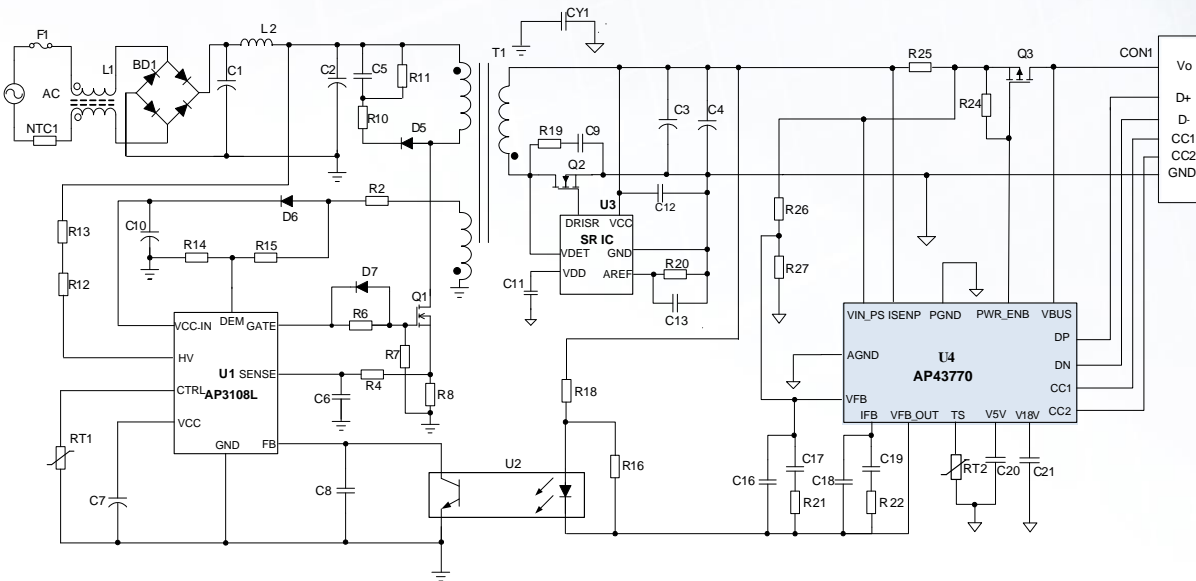 CY1
F1
L2
T1
CON1
Q3
R25
Vo
L1
BD1
C1
C2
C5
R11
AC
R10
R24
D+
D-
C3
C4
CC1
CC2
GND
NTC1
D5
R19
C9
Q2
R2
D6
U3
C12
DRISR
VCC
SR IC
VDET
GND
VDD
AREF
R20
C11
C13
R26
R27
R13
C10
R14
R15
R12
D7
Q1
R6
VCC-IN
DEM
GATE
HV
R7
U1
SENSE
R4
AP3108L
CTRL
C6
R8
VCC
RT1
GND
FB
C7
C8
U2
R18
R16
VIN_PS
ISENP
PGND
PWR_ENB
VBUS
DP
AGND
U4
AP43770
DN
CC1
VFB
CC2
IFB
VFB_OUT
TS
V5V
V18V
C16
C17
R21
C18
C19
R22
RT2
C20
C21